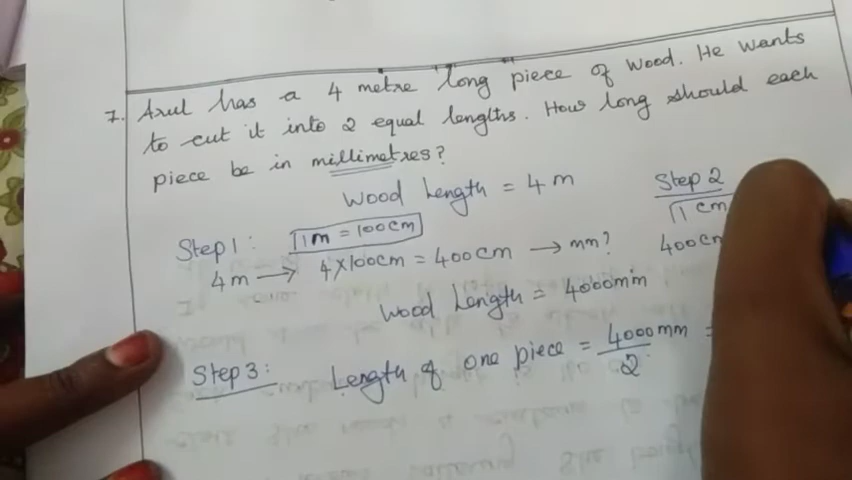 7. Arul has a 4 metre long piece of wood. He wants
to cut it into 2 equal lengths. How long should each
piece be in millimetres?
Wood Length = 4 m
Step 1: 1m = 100cm
4m → 4×100cm = 400cm → mm?
Step 2
1 cm
400cm
Wood Length = 4000mm
Step 3: Length of one piece = 4000mm / 2 =